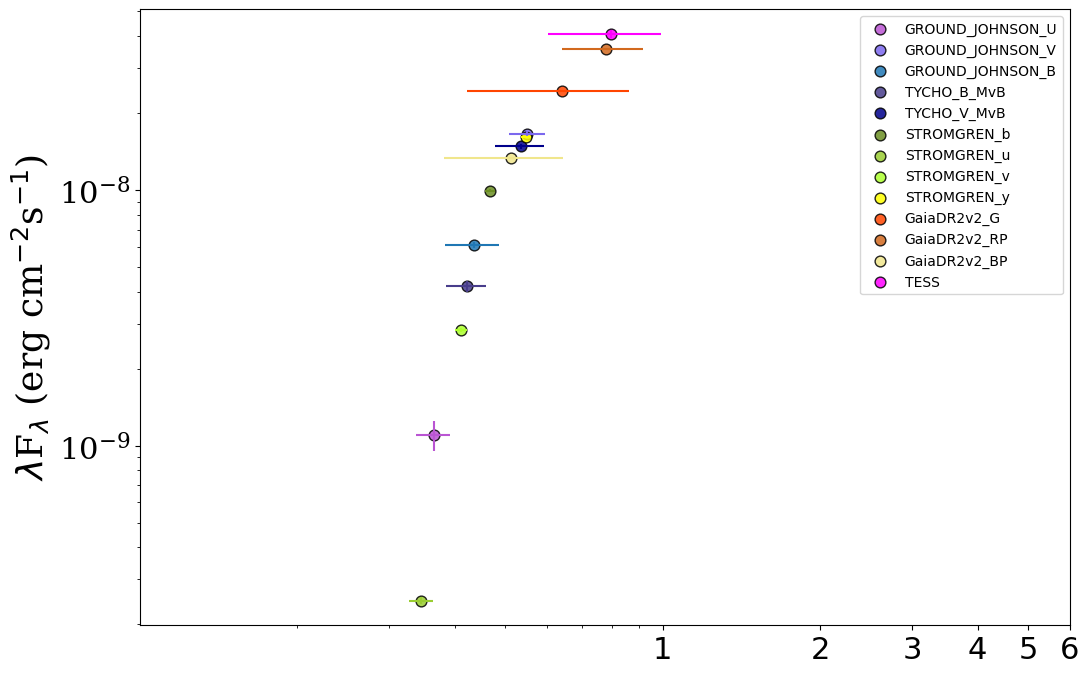 λFλ (erg cm⁻²s⁻¹)
10⁻⁸
10⁻⁹
GROUND_JOHNSON_U
GROUND_JOHNSON_V
GROUND_JOHNSON_B
TYCHO_B_MvB
TYCHO_V_MvB
STROMGREN_b
STROMGREN_u
STROMGREN_v
STROMGREN_y
GaiaDR2v2_G
GaiaDR2v2_RP
GaiaDR2v2_BP
TESS
1 2 3 4 5 6